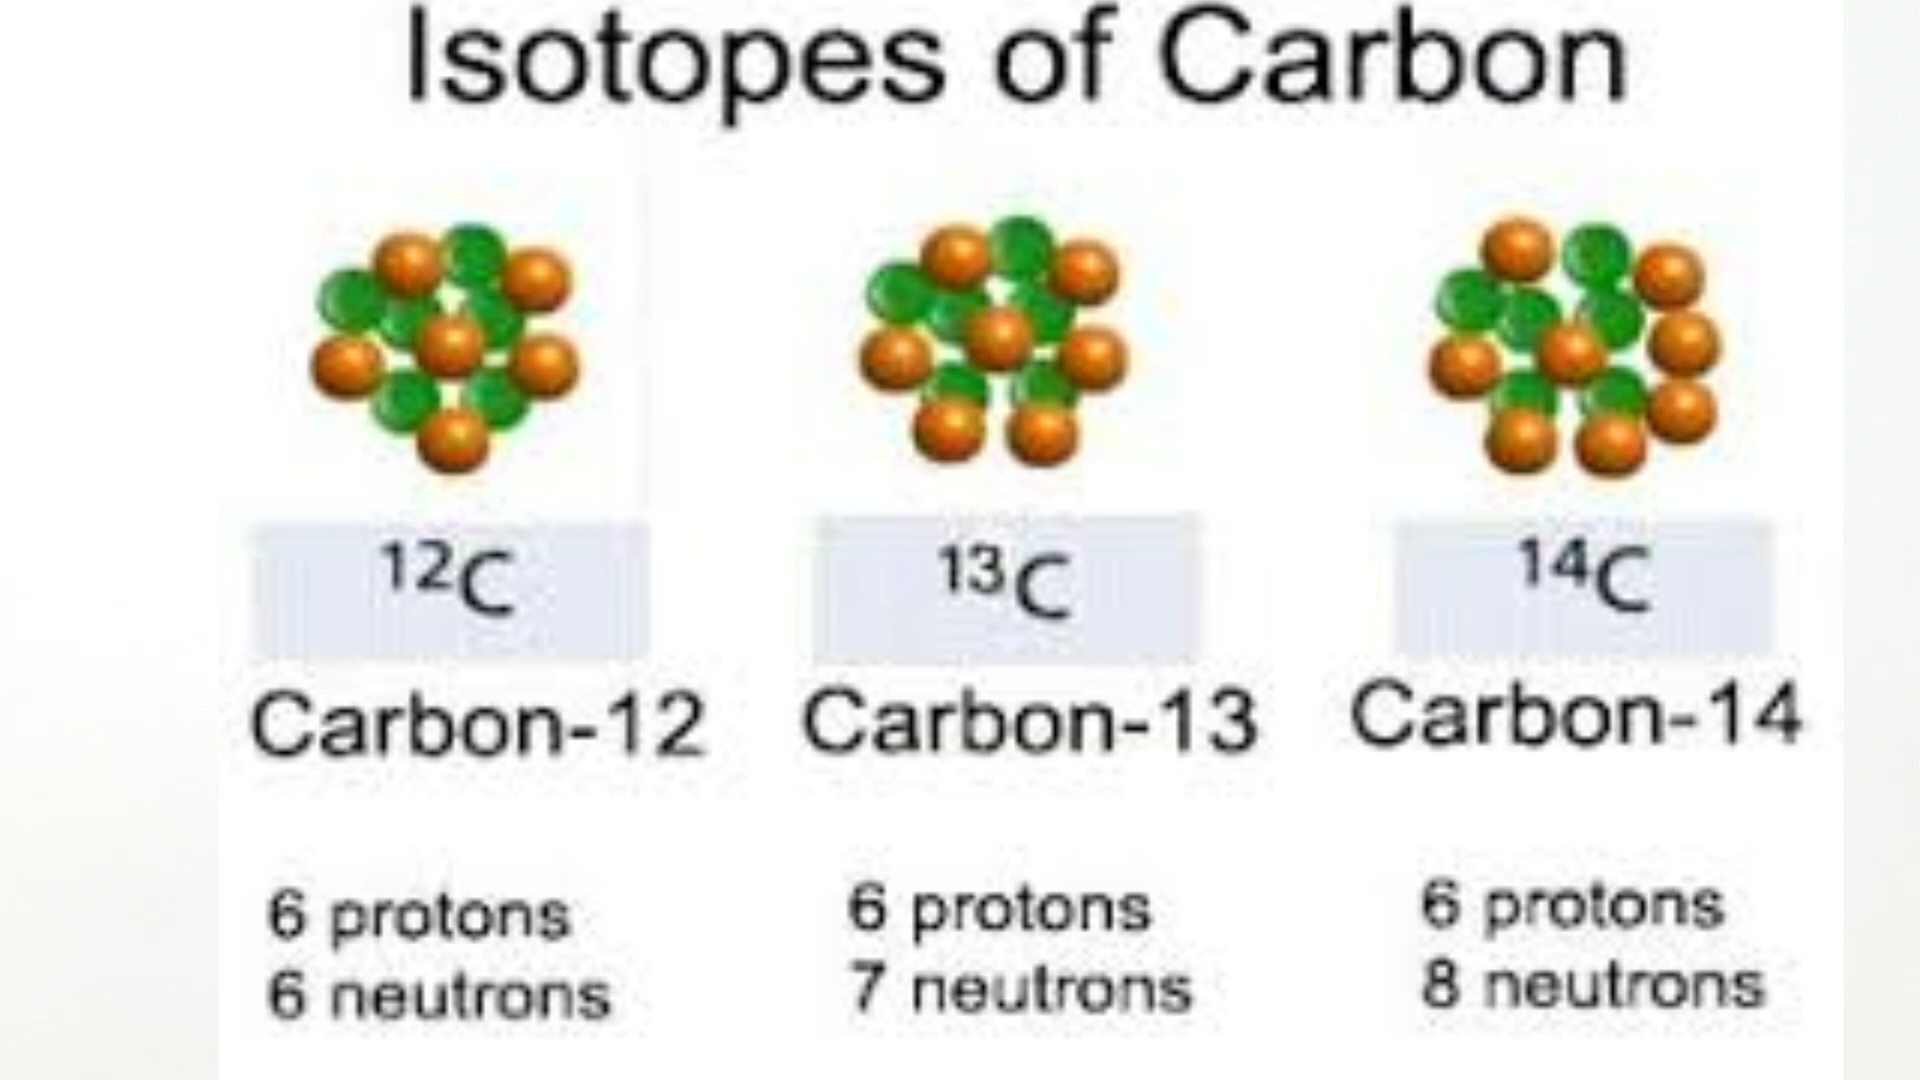 Isotopes of Carbon
¹²C
¹³C
¹⁴C
Carbon-12
Carbon-13
Carbon-14
6 protons
6 neutrons
6 protons
7 neutrons
6 protons
8 neutrons